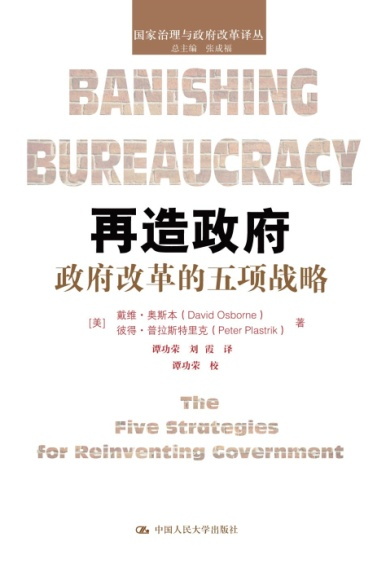 国家治理与政府改革译丛
总主编 张成福
BANISHING
BUREAUCRACY
再造政府
政府改革的五项战略
[美] 戴维·奥斯本(David Osborne)
彼得·普拉斯特里克(Peter Plastrik) 著
谭功荣 刘霞 译
谭功荣 校
The
Five Strategies
for Reinventing Government
中国人民大学出版社